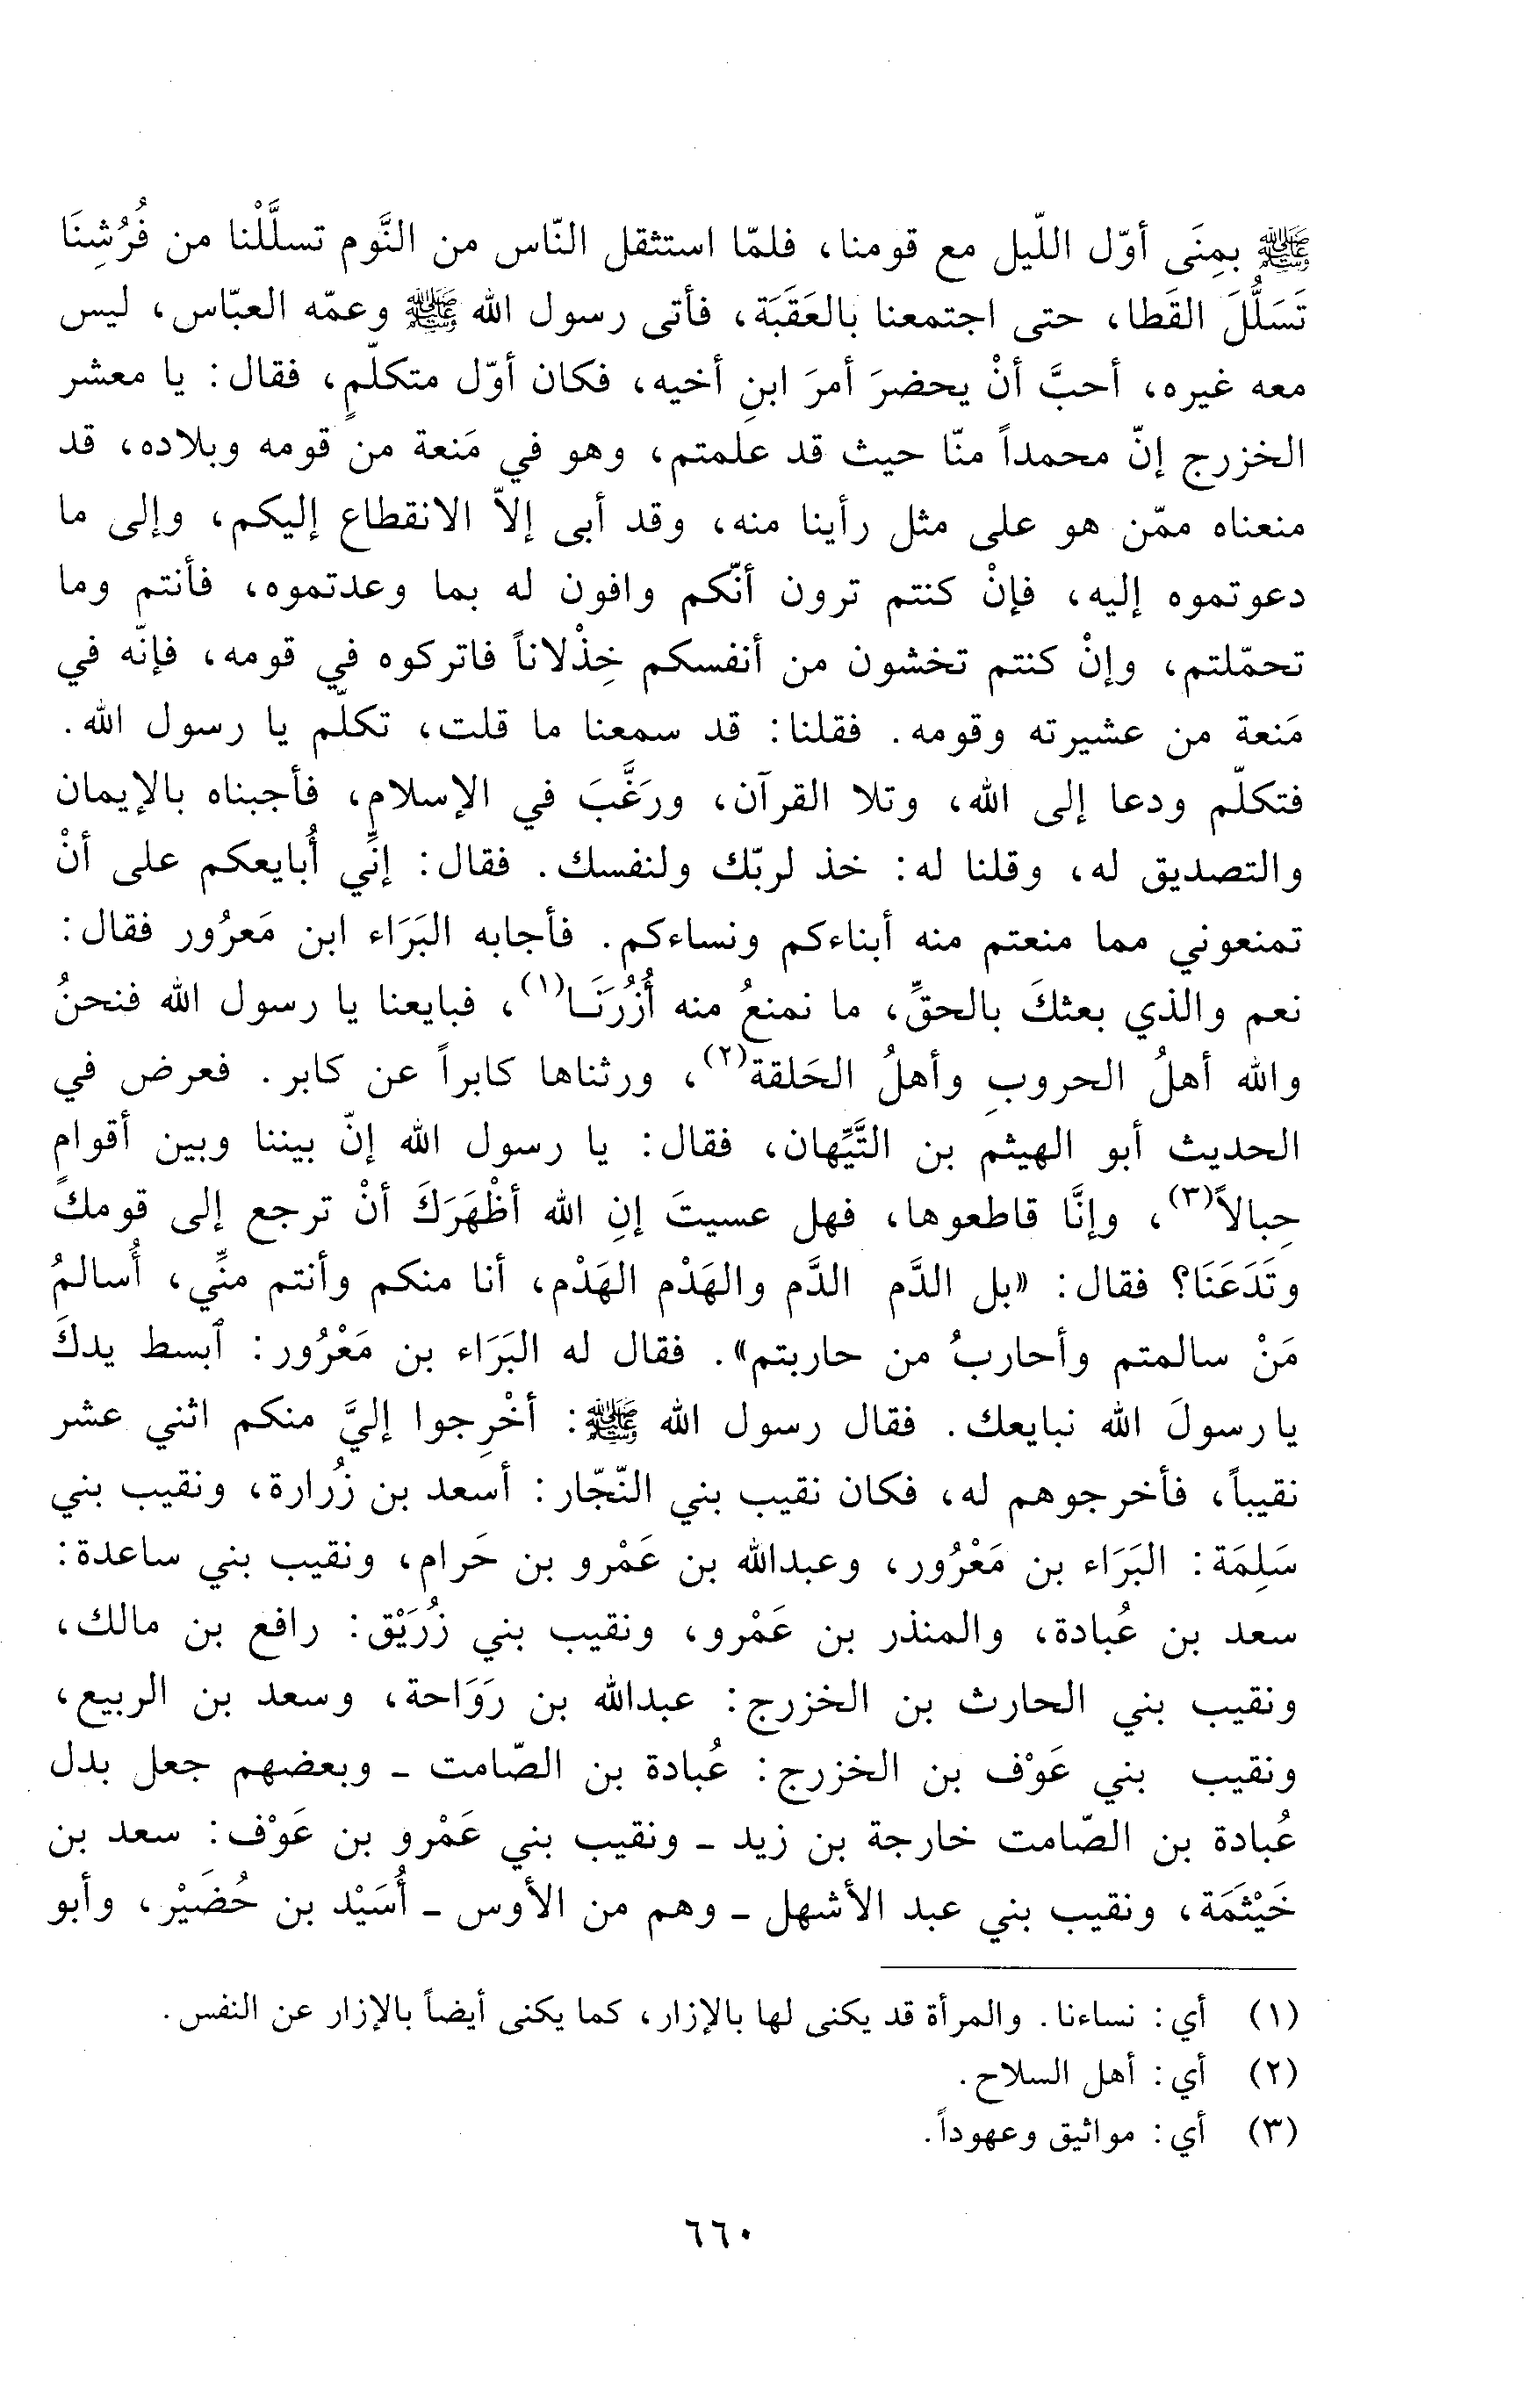 ﷺ بمِنَى أوّل اللّيل مع قومنا، فلمّا استثقل النّاس من النَّوم تسلَّلْنا من فُرُشِنَا
تَسَلُّلَ القَطا، حتى اجتمعنا بالعَقَبَة، فأتى رسول الله ﷺ وعمّه العبّاس، ليس
معه غيره، أحبَّ أنْ يحضرَ أمرَ ابنِ أخيه، فكان أوّل متكلّمٍ، فقال: يا معشر
الخزرج إنّ محمداً منّا حيث قد علمتم، وهو في مَنعة من قومه وبلاده، قد
منعناه ممّن هو على مثل رأينا منه، وقد أبى إلاّ الانقطاع إليكم، وإلى ما
دعوتموه إليه، فإنْ كنتم ترون أنّكم وافون له بما وعدتموه، فأنتم وما
تحمّلتم، وإنْ كنتم تخشون من أنفسكم خِذْلاناً فاتركوه في قومه، فإنّه في
مَنعة من عشيرته وقومه. فقلنا: قد سمعنا ما قلت، تكلّم يا رسول الله.
فتكلّم ودعا إلى الله، وتلا القرآن، ورَغَّبَ في الإسلام، فأجبناه بالإيمان
والتصديق له، وقلنا له: خذ لربّك ولنفسك. فقال: إنِّي أُبايعكم على أنْ
تمنعوني مما منعتم منه أبناءكم ونساءكم. فأجابه البَرَاء ابن مَعرُور فقال:
نعم والذي بعثكَ بالحقِّ، ما نمنعُ منه أُزُرَنَـا(١)، فبايعنا يا رسول الله فنحنُ
والله أهلُ الحروبِ وأهلُ الحَلقة(٢)، ورثناها كابراً عن كابر. فعرض في
الحديث أبو الهيثم بن التَّيِّهان، فقال: يا رسول الله إنّ بيننا وبين أقوامٍ
حِبالاً(٣)، وإنَّا قاطعوها، فهل عسيتَ إنِ الله أظْهَرَكَ أنْ ترجع إلى قومك
وتَدَعَنَا؟ فقال: «بل الدَّم الدَّم والهَدْم الهَدْم، أنا منكم وأنتم منِّي، أُسالمُ
مَنْ سالمتم وأحاربُ من حاربتم». فقال له البَرَاء بن مَعْرُور: ٱبسط يدكَ
يارسولَ الله نبايعك. فقال رسول الله ﷺ: أخْرِجوا إليَّ منكم اثني عشر
نقيباً، فأخرجوهم له، فكان نقيب بني النّجّار: أسعد بن زُرارة، ونقيب بني
سَلِمَة: البَرَاء بن مَعْرُور، وعبدالله بن عَمْرو بن حَرام، ونقيب بني ساعدة:
سعد بن عُبادة، والمنذر بن عَمْرو، ونقيب بني زُرَيْق: رافع بن مالك،
ونقيب بني الحارث بن الخزرج: عبدالله بن رَوَاحة، وسعد بن الربيع،
ونقيب بني عَوْف بن الخزرج: عُبادة بن الصّامت ـ وبعضهم جعل بدل
عُبادة بن الصّامت خارجة بن زيد ـ ونقيب بني عَمْرو بن عَوْف: سعد بن
خَيْثَمَة، ونقيب بني عبد الأشهل ـ وهم من الأوس ـ أُسَيْد بن حُضَيْر، وأبو
(١) أي: نساءنا. والمرأة قد يكنى لها بالإزار، كما يكنى أيضاً بالإزار عن النفس.
(٢) أي: أهل السلاح.
(٣) أي: مواثيق وعهوداً.
٦٦٠